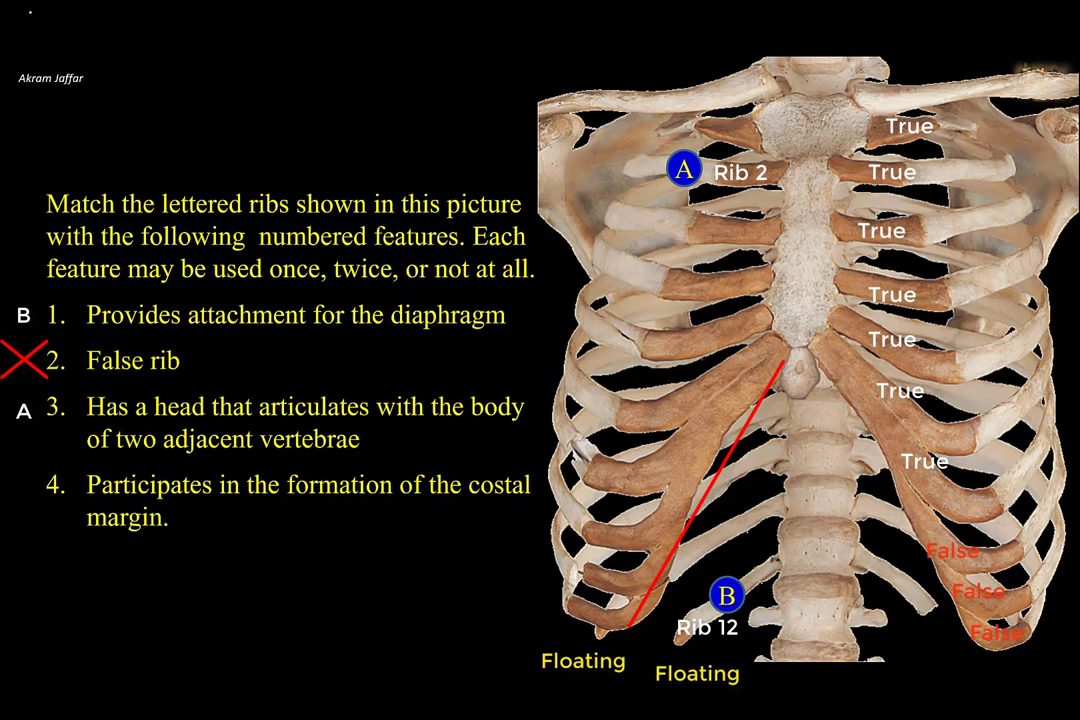 Akram Jaffar
Match the lettered ribs shown in this picture
with the following numbered features. Each
feature may be used once, twice, or not at all.
B 1. Provides attachment for the diaphragm
2. False rib
A 3. Has a head that articulates with the body
of two adjacent vertebrae
4. Participates in the formation of the costal
margin.
True
A Rib 2 True
True
True
True
True
True
False
False
False
B
Rib 12
Floating
Floating